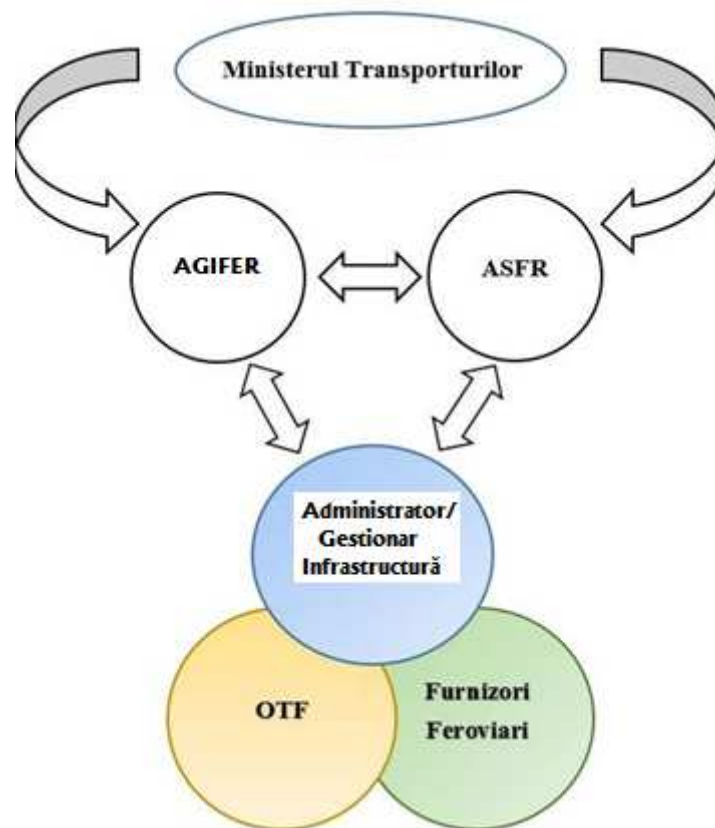 Ministerul Transporturilor
AGIFER
ASFR
Administrator/
Gestionar
Infrastructură
OTF
Furnizori
Feroviari